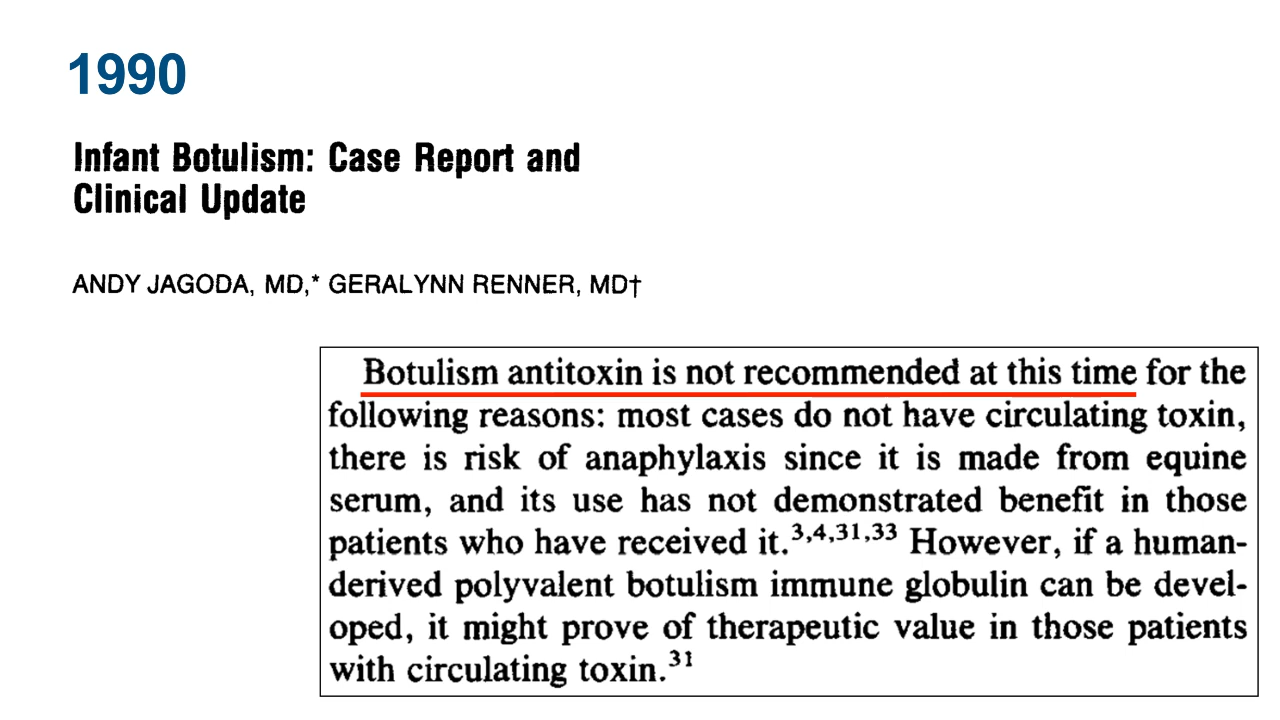 1990
Infant Botulism: Case Report and
Clinical Update
ANDY JAGODA, MD,* GERALYNN RENNER, MD†
Botulism antitoxin is not recommended at this time for the
following reasons: most cases do not have circulating toxin,
there is risk of anaphylaxis since it is made from equine
serum, and its use has not demonstrated benefit in those
patients who have received it.3,4,31,33 However, if a human-
derived polyvalent botulism immune globulin can be devel-
oped, it might prove of therapeutic value in those patients
with circulating toxin.31